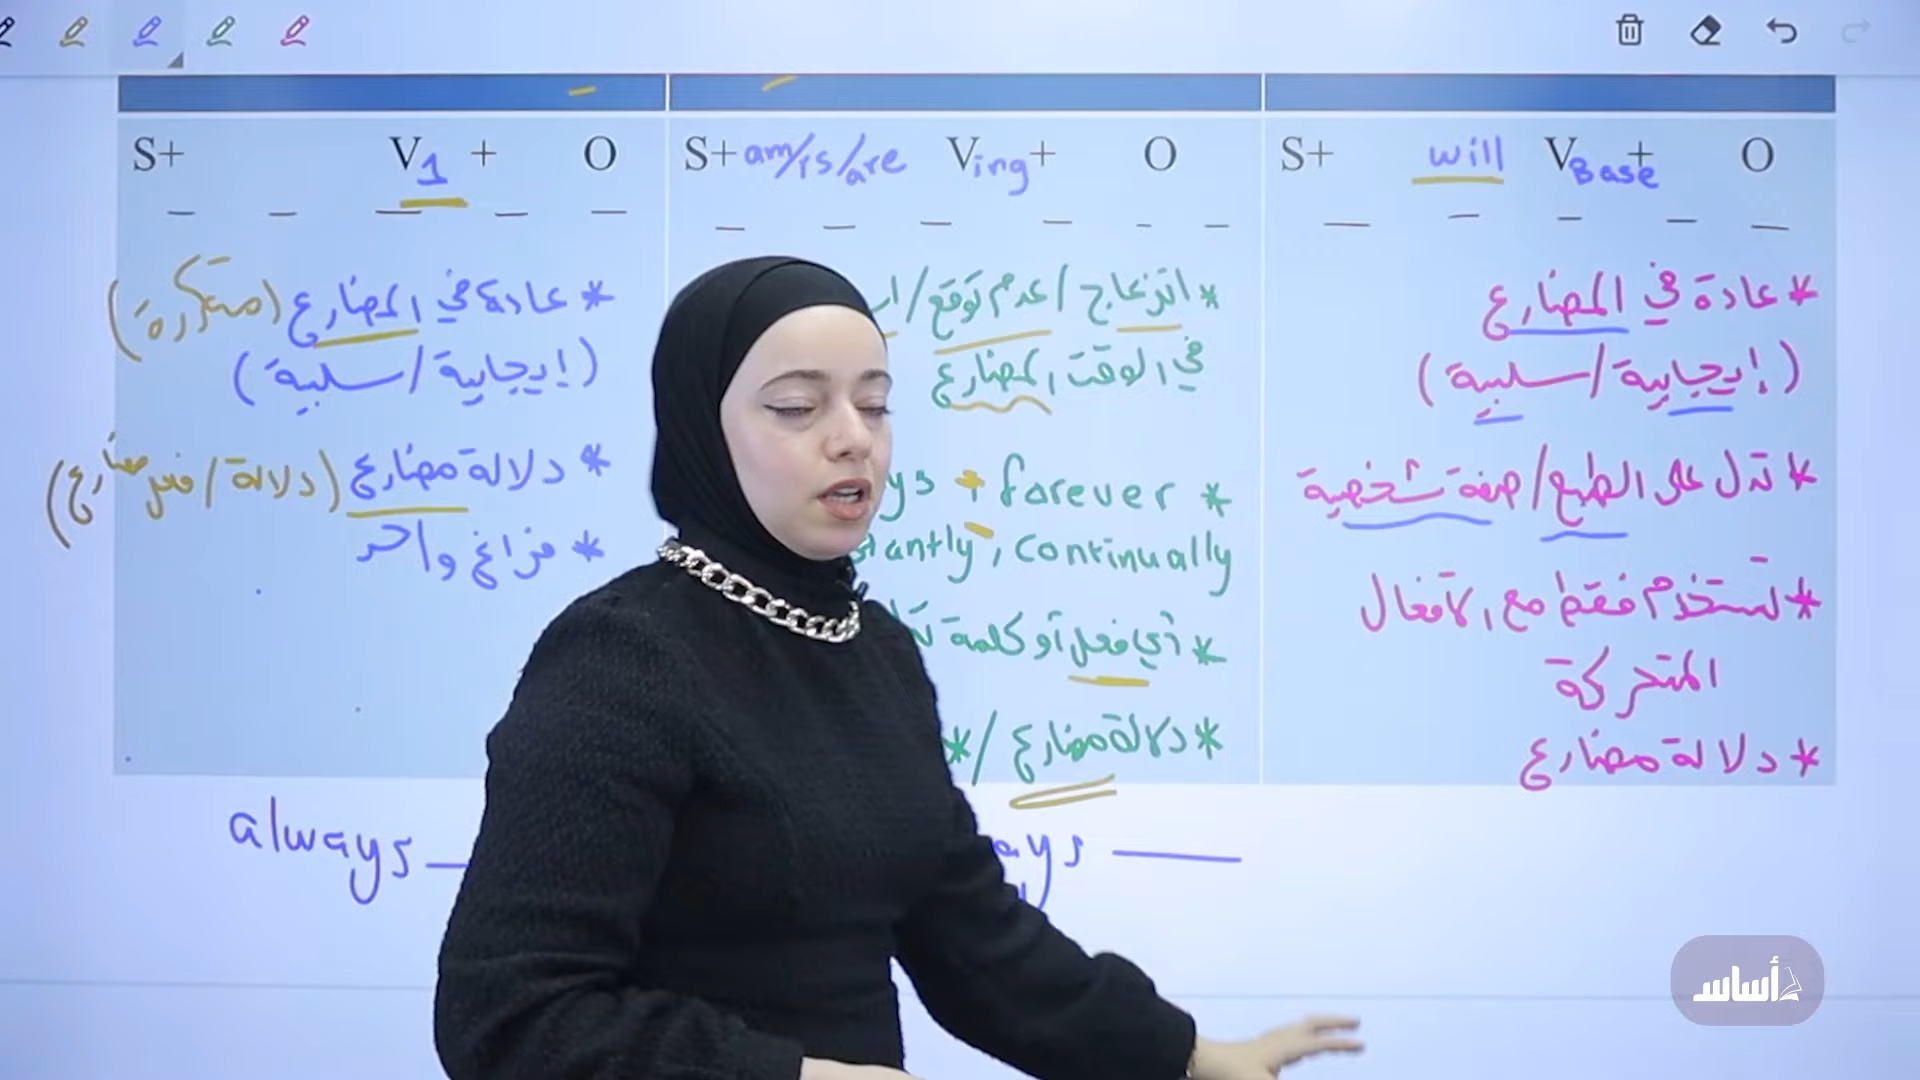 S+ V1 + O
* عادة في المضارع (متكررة)
(إيجابية/سلبية)
* دلالة مضارع (دلالة/فعل مضارع)
* فراغ واحد
always
S+ am/is/are Ving+ O
* انزعاج/عدم توقع/
في الوقت المضارع
+ forever *
, continually
* أي فعل أو كلمة
* دلالة مضارع / *
S+ will VBase + O
* عادة في المضارع
(إيجابية/سلبية)
* تدل على الطبع/صفة شخصية
* تستخدم فقط مع الأفعال
المتحركة
* دلالة مضارع
أساس